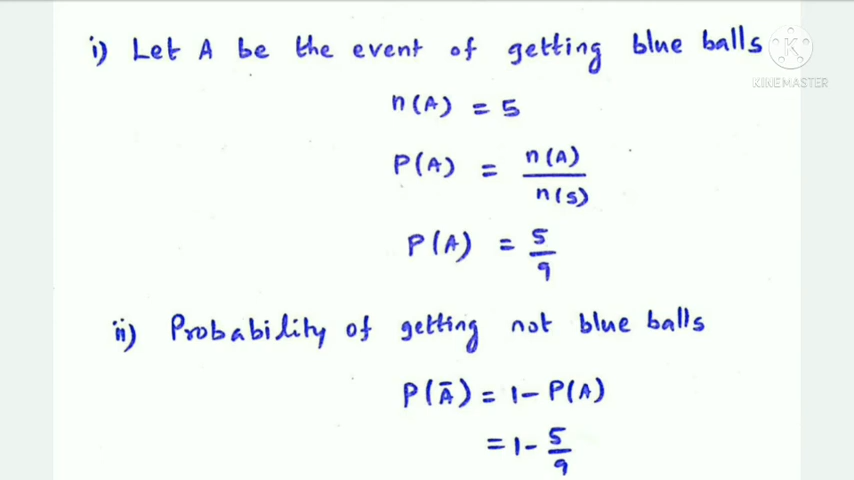 i) Let A be the event of getting blue balls
KINEMASTER
n(A) = 5
P(A) = n(A)/n(s)
P(A) = 5/9
ii) Probability of getting not blue balls
P(Ā) = 1 - P(A)
= 1 - 5/9